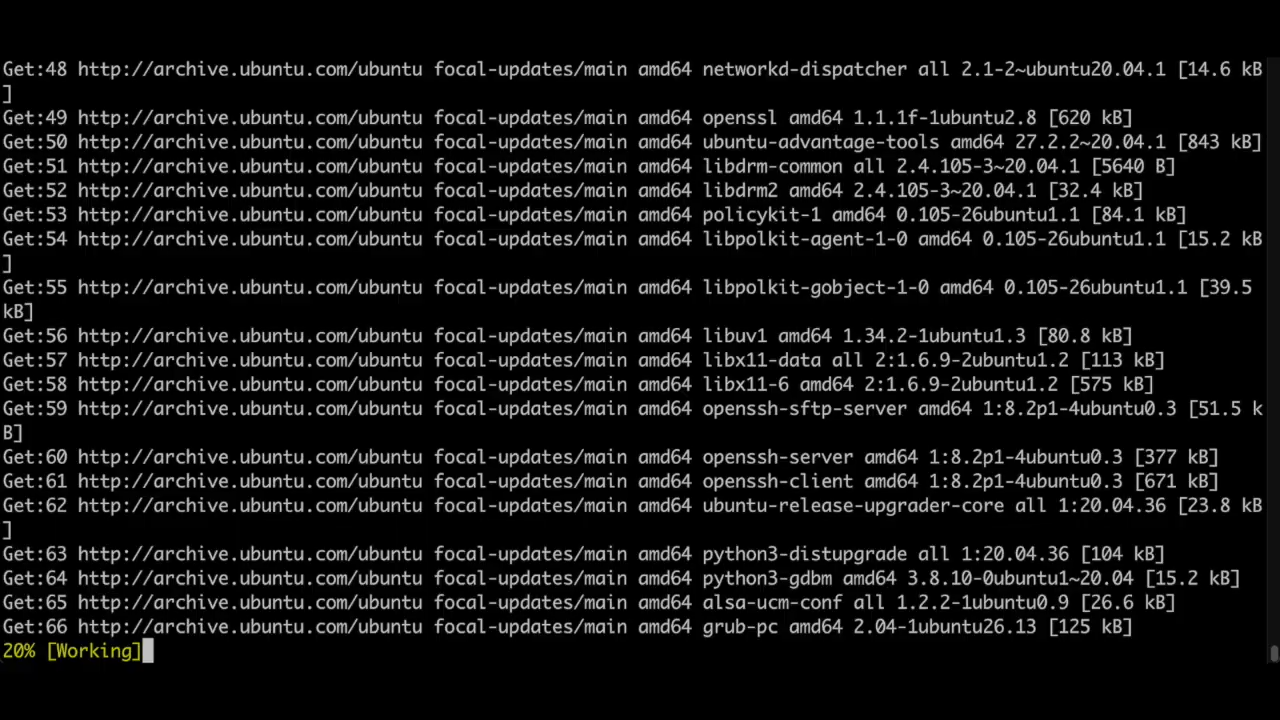 Get:48 http://archive.ubuntu.com/ubuntu focal-updates/main amd64 networkd-dispatcher all 2.1-2~ubuntu20.04.1 [14.6 kB
]
Get:49 http://archive.ubuntu.com/ubuntu focal-updates/main amd64 openssl amd64 1.1.1f-1ubuntu2.8 [620 kB]
Get:50 http://archive.ubuntu.com/ubuntu focal-updates/main amd64 ubuntu-advantage-tools amd64 27.2.2~20.04.1 [843 kB]
Get:51 http://archive.ubuntu.com/ubuntu focal-updates/main amd64 libdrm-common all 2.4.105-3~20.04.1 [5640 B]
Get:52 http://archive.ubuntu.com/ubuntu focal-updates/main amd64 libdrm2 amd64 2.4.105-3~20.04.1 [32.4 kB]
Get:53 http://archive.ubuntu.com/ubuntu focal-updates/main amd64 policykit-1 amd64 0.105-26ubuntu1.1 [84.1 kB]
Get:54 http://archive.ubuntu.com/ubuntu focal-updates/main amd64 libpolkit-agent-1-0 amd64 0.105-26ubuntu1.1 [15.2 kB
]
Get:55 http://archive.ubuntu.com/ubuntu focal-updates/main amd64 libpolkit-gobject-1-0 amd64 0.105-26ubuntu1.1 [39.5
kB]
Get:56 http://archive.ubuntu.com/ubuntu focal-updates/main amd64 libuv1 amd64 1.34.2-1ubuntu1.3 [80.8 kB]
Get:57 http://archive.ubuntu.com/ubuntu focal-updates/main amd64 libx11-data all 2:1.6.9-2ubuntu1.2 [113 kB]
Get:58 http://archive.ubuntu.com/ubuntu focal-updates/main amd64 libx11-6 amd64 2:1.6.9-2ubuntu1.2 [575 kB]
Get:59 http://archive.ubuntu.com/ubuntu focal-updates/main amd64 openssh-sftp-server amd64 1:8.2p1-4ubuntu0.3 [51.5 k
B]
Get:60 http://archive.ubuntu.com/ubuntu focal-updates/main amd64 openssh-server amd64 1:8.2p1-4ubuntu0.3 [377 kB]
Get:61 http://archive.ubuntu.com/ubuntu focal-updates/main amd64 openssh-client amd64 1:8.2p1-4ubuntu0.3 [671 kB]
Get:62 http://archive.ubuntu.com/ubuntu focal-updates/main amd64 ubuntu-release-upgrader-core all 1:20.04.36 [23.8 kB
]
Get:63 http://archive.ubuntu.com/ubuntu focal-updates/main amd64 python3-distupgrade all 1:20.04.36 [104 kB]
Get:64 http://archive.ubuntu.com/ubuntu focal-updates/main amd64 python3-gdbm amd64 3.8.10-0ubuntu1~20.04 [15.2 kB]
Get:65 http://archive.ubuntu.com/ubuntu focal-updates/main amd64 alsa-ucm-conf all 1.2.2-1ubuntu0.9 [26.6 kB]
Get:66 http://archive.ubuntu.com/ubuntu focal-updates/main amd64 grub-pc amd64 2.04-1ubuntu26.13 [125 kB]
20% [Working]